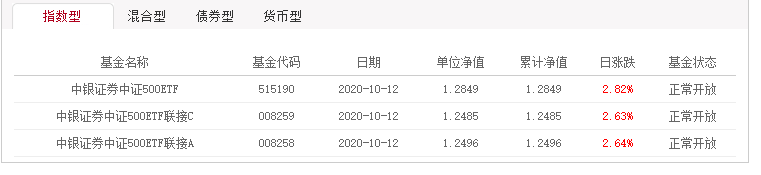 指数型 混合型 债券型 货币型
基金名称 基金代码 日期 单位净值 累计净值 日涨跌 基金状态
中银证券中证500ETF 515190 2020-10-12 1.2849 1.2849 2.82% 正常开放
中银证券中证500ETF联接C 008259 2020-10-12 1.2485 1.2485 2.63% 正常开放
中银证券中证500ETF联接A 008258 2020-10-12 1.2496 1.2496 2.64% 正常开放